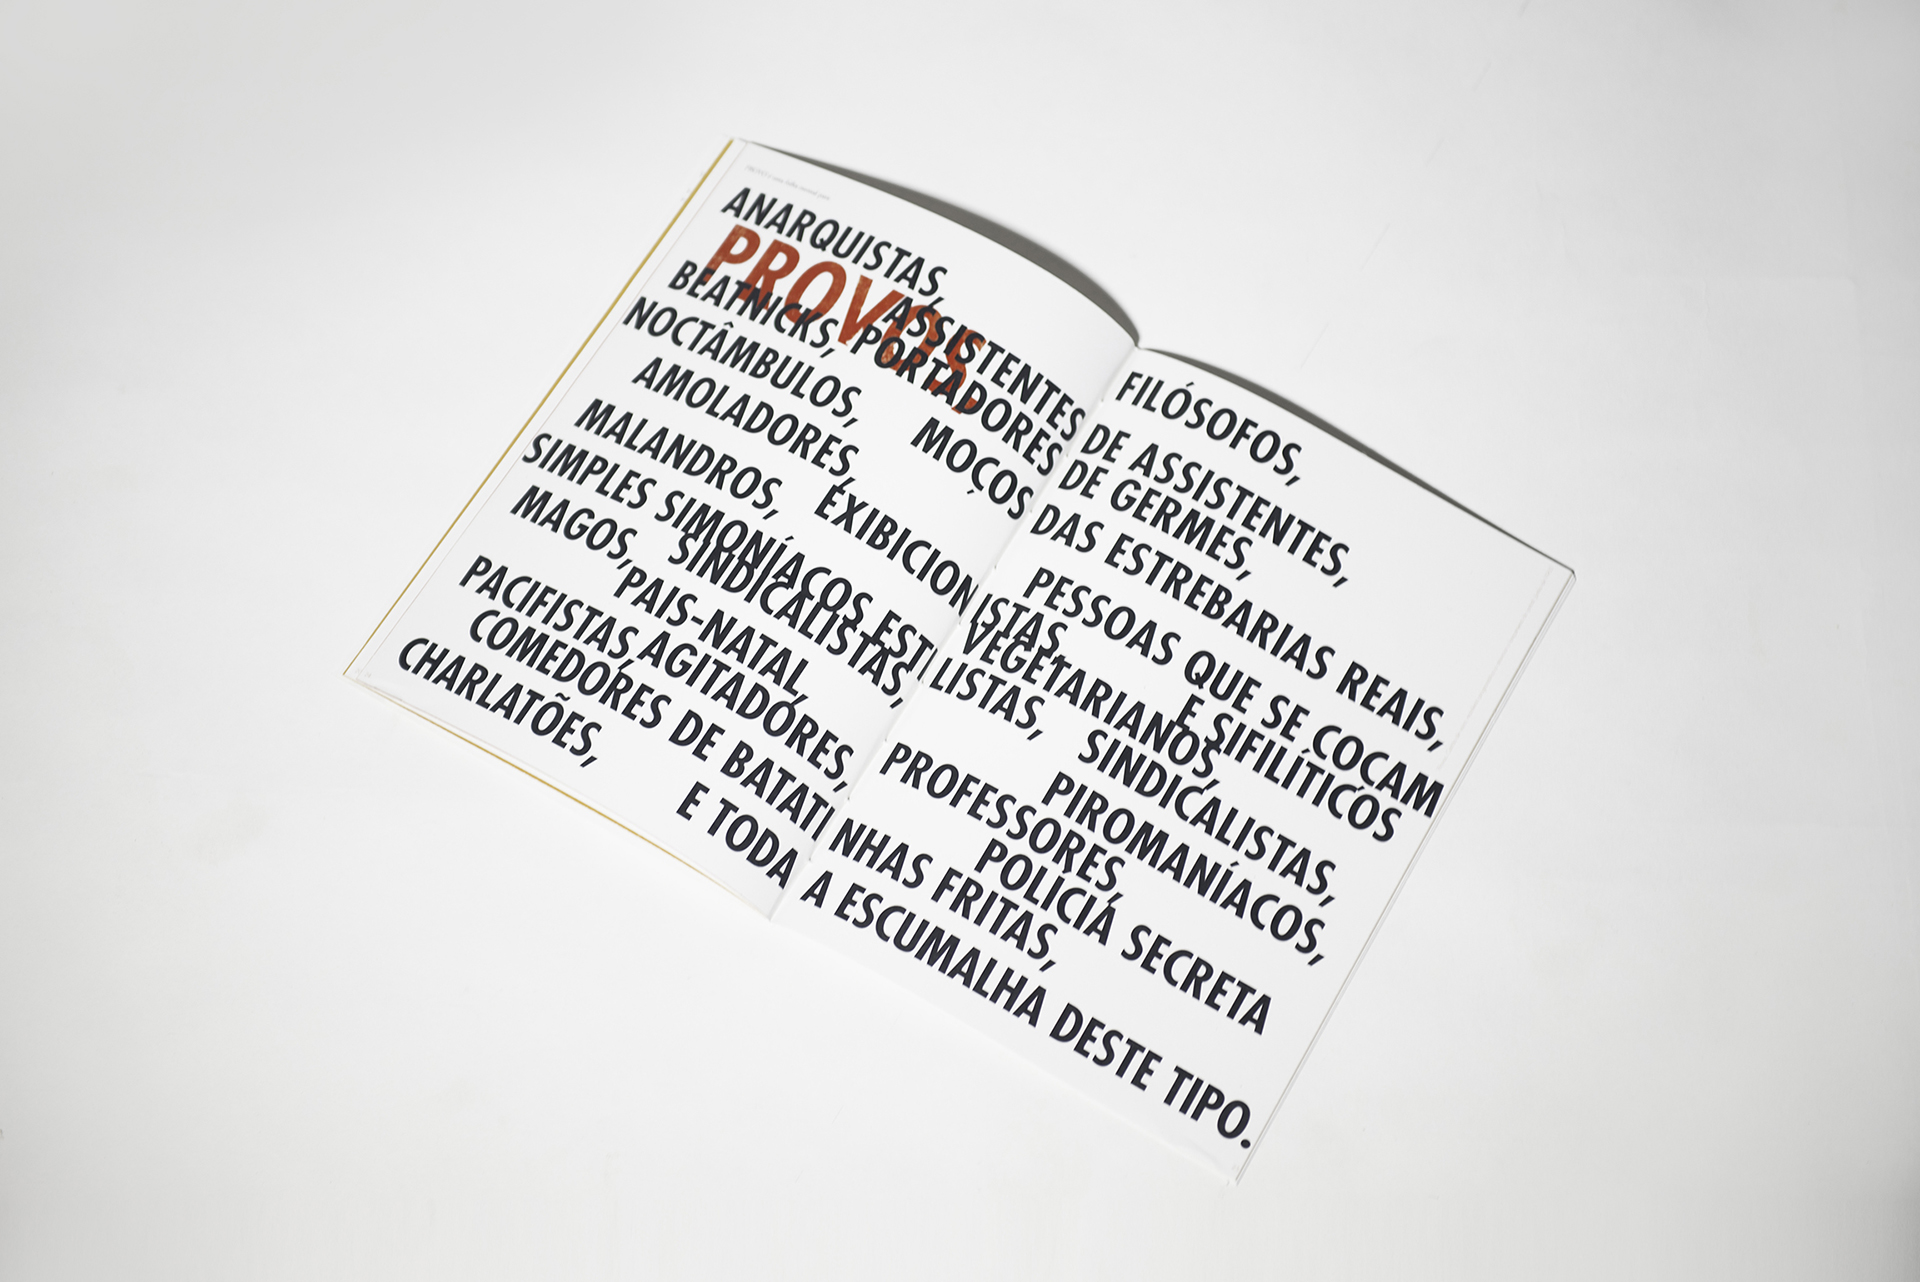 ANARQUISTAS,
PROVOS,
FILÓSOFOS,
BEATNICKS,
ASSISTENTES DE ASSISTENTES,
NOCTÂMBULOS,
PORTADORES DE GERMES,
AMOLADORES,
MOÇOS DAS ESTREBARIAS REAIS,
MALANDROS,
EXIBICIONISTAS,
PESSOAS QUE SE COCAM
SIMPLES SIMONÍACOS ESTILISTAS,
VEGETARIANOS,
E SIFILÍTICOS
MAGOS,
SINDICALISTAS,
SINDICALISTAS,
PAIS-NATAL,
PIROMANÍACOS,
PACIFISTAS, AGITADORES,
PROFESSORES,
POLÍCIA SECRETA
COMEDORES DE BATATINHAS FRITAS,
CHARLATÕES,
E TODA A ESCUMALHA DESTE TIPO.